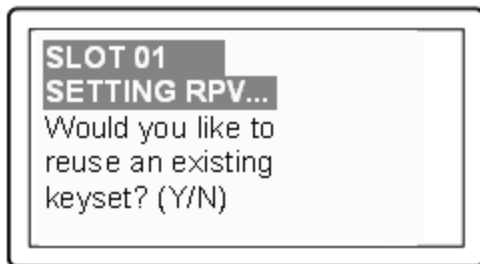 SLOT 01
SETTING RPV...
Would you like to
reuse an existing
keyset? (Y/N)